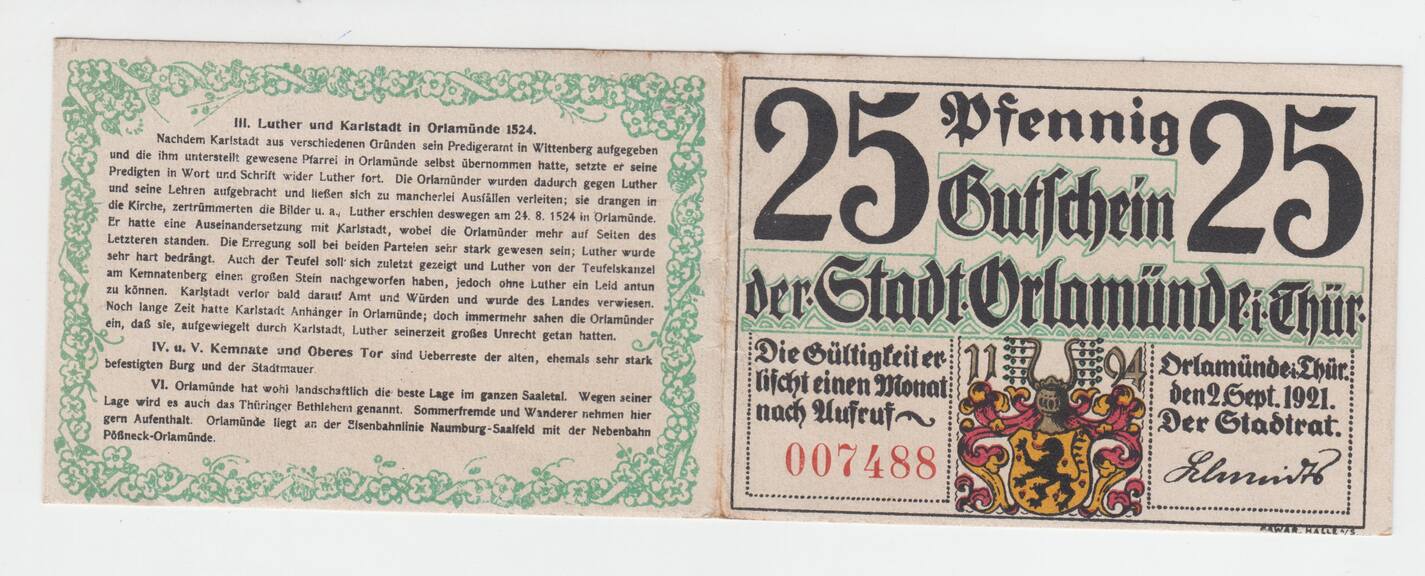 III. Luther und Karlstadt in Orlamünde 1524.
Nachdem Karlstadt aus verschiedenen Gründen sein Predigeramt in Wittenberg aufgegeben
und die ihm unterstellt gewesene Pfarrei in Orlamünde selbst übernommen hatte, setzte er seine
Predigten in Wort und Schrift wider Luther fort. Die Orlamünder wurden dadurch gegen Luther
und seine Lehren aufgebracht und ließen sich zu mancherlei Ausfällen verleiten; sie drangen in
die Kirche, zertrümmerten die Bilder u. a., Luther erschien deswegen am 24. 8. 1524 in Orlamünde.
Er hatte eine Auseinandersetzung mit Karlstadt, wobei die Orlamünder mehr auf Seiten des
Letzteren standen. Die Erregung soll bei beiden Parteien sehr stark gewesen sein; Luther wurde
sehr hart bedrängt. Auch der Teufel soll sich zuletzt gezeigt und Luther von der Teufelskanzel
am Kemnatenberg einen großen Stein nachgeworfen haben, jedoch ohne Luther ein Leid antun
zu können. Karlstadt verlor bald darauf Amt und Würden und wurde des Landes verwiesen.
Noch lange Zeit hatte Karlstadt Anhänger in Orlamünde; doch immermehr sahen die Orlamünder
ein, daß sie, aufgewiegelt durch Karlstadt, Luther seinerzeit großes Unrecht getan hatten.
IV. u. V. Kemnate und Oberes Tor sind Ueberreste der alten, ehemals sehr stark
befestigten Burg und der Stadtmauer.
VI. Orlamünde hat wohl landschaftlich die beste Lage im ganzen Saaletal. Wegen seiner
Lage wird es auch das Thüringer Bethlehem genannt. Sommerfremde und Wanderer nehmen hier
gern Aufenthalt. Orlamünde liegt an der Eisenbahnlinie Naumburg-Saalfeld mit der Nebenbahn
Pößneck-Orlamünde.
25 Pfennig 25
Gutschein
der Stadt Orlamünde i. Thür.
Die Gültigkeit er-
lischt einen Monat
nach Aufruf
007488
11 94
Orlamünde i. Thür.
den 2. Sept. 1921.
Der Stadtrat.
Schmidt
HALLE a/S.